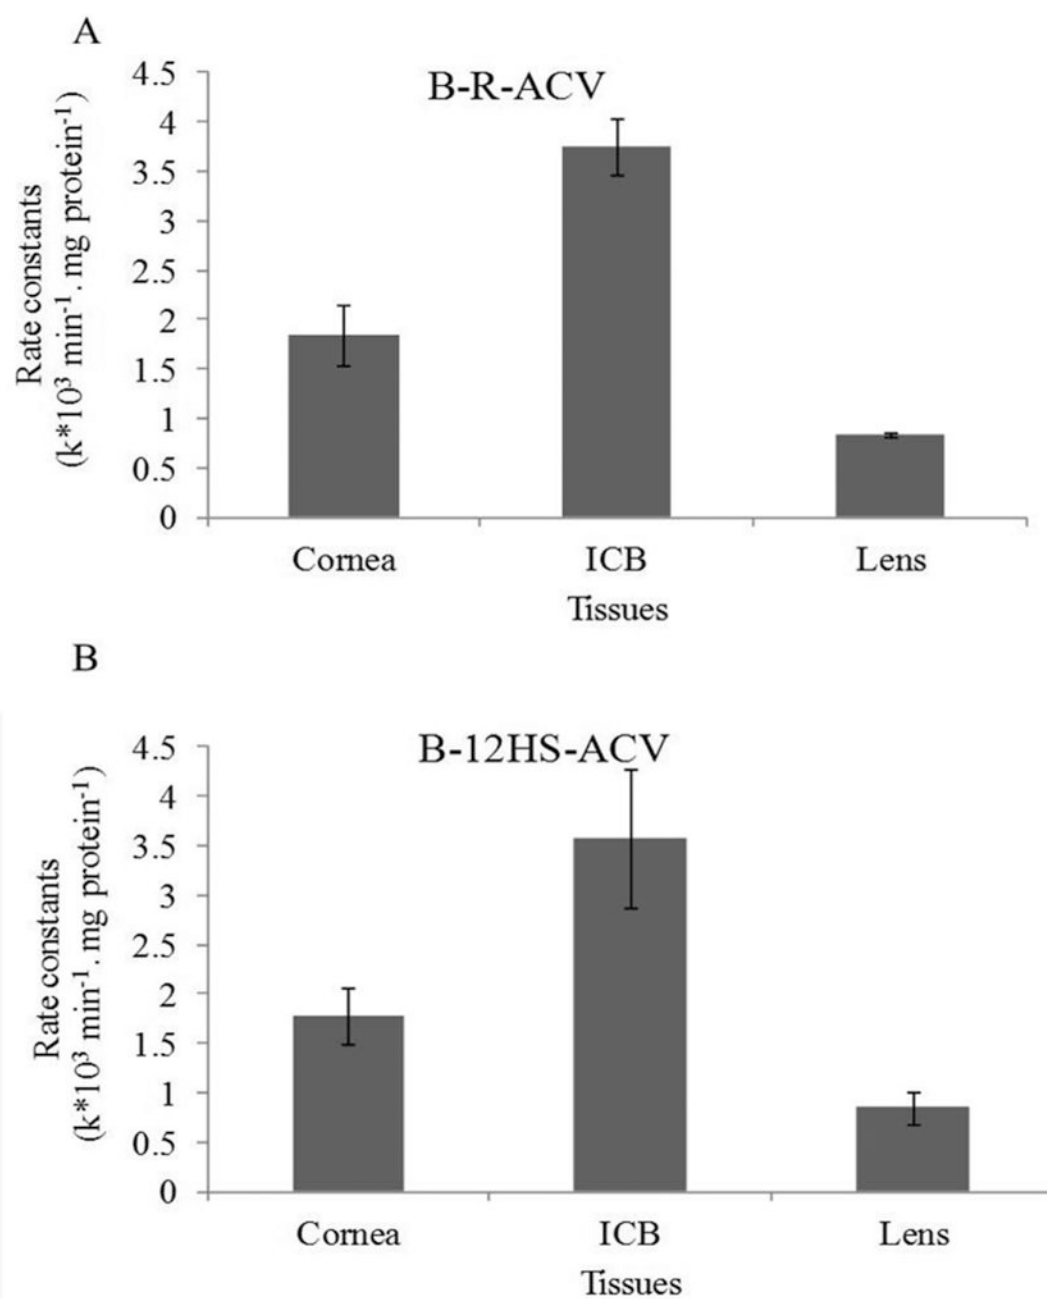 A
B-R-ACV
Rate constants
(k*10³ min⁻¹. mg protein⁻¹)
4.5
4
3.5
3
2.5
2
1.5
1
0.5
0
Cornea ICB Lens
Tissues
B
B-12HS-ACV
Rate constants
(k*10³ min⁻¹. mg protein⁻¹)
4.5
4
3.5
3
2.5
2
1.5
1
0.5
0
Cornea ICB Lens
Tissues